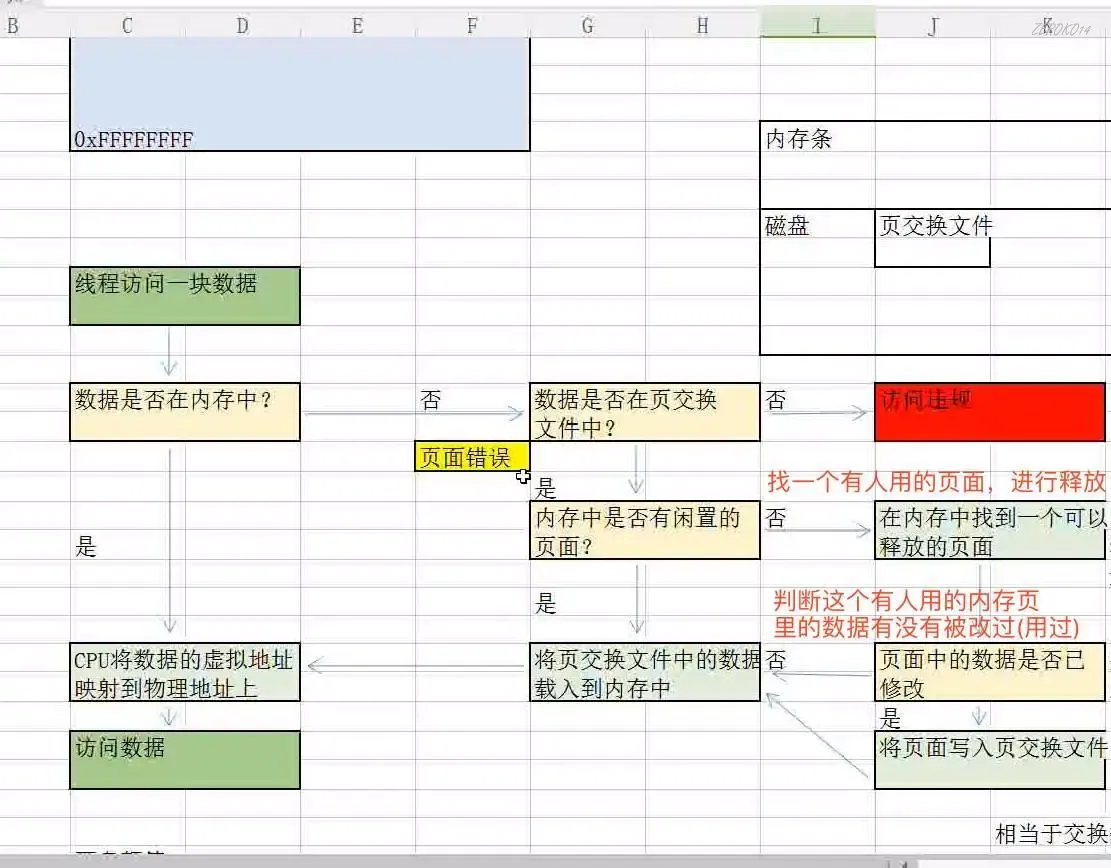 B C D E F G H I J K
0xFFFFFFFF
内存条
磁盘 页交换文件
线程访问一块数据
数据是否在内存中？
否
数据是否在页交换
文件中？
否
访问违规
页面错误
是
找一个有人用的页面，进行释放
内存中是否有闲置的
页面？
否
在内存中找到一个可以
释放的页面
是
是
判断这个有人用的内存页
里的数据有没有被改过(用过)
CPU将数据的虚拟地址
映射到物理地址上
将页交换文件中的数据
载入到内存中
否
页面中的数据是否已
修改
是
访问数据
将页面写入页交换文件
相当于交换